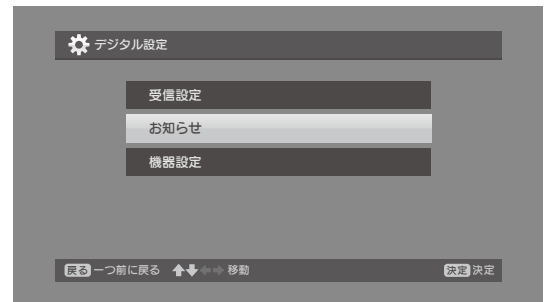 デジタル設定
受信設定
お知らせ
機器設定
戻る 一つ前に戻る 移動 決定 決定